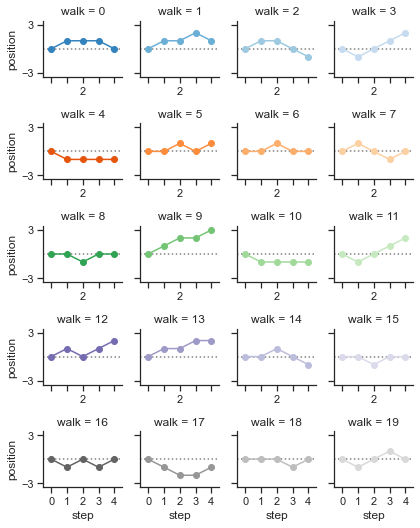 walk = 0 walk = 1 walk = 2 walk = 3
3
position
−3
2 2 2 2
walk = 4 walk = 5 walk = 6 walk = 7
3
position
−3
2 2 2 2
walk = 8 walk = 9 walk = 10 walk = 11
3
position
−3
2 2 2 2
walk = 12 walk = 13 walk = 14 walk = 15
3
position
−3
2 2 2 2
walk = 16 walk = 17 walk = 18 walk = 19
3
position
−3
0 1 2 3 4 0 1 2 3 4 0 1 2 3 4 0 1 2 3 4
step step step step